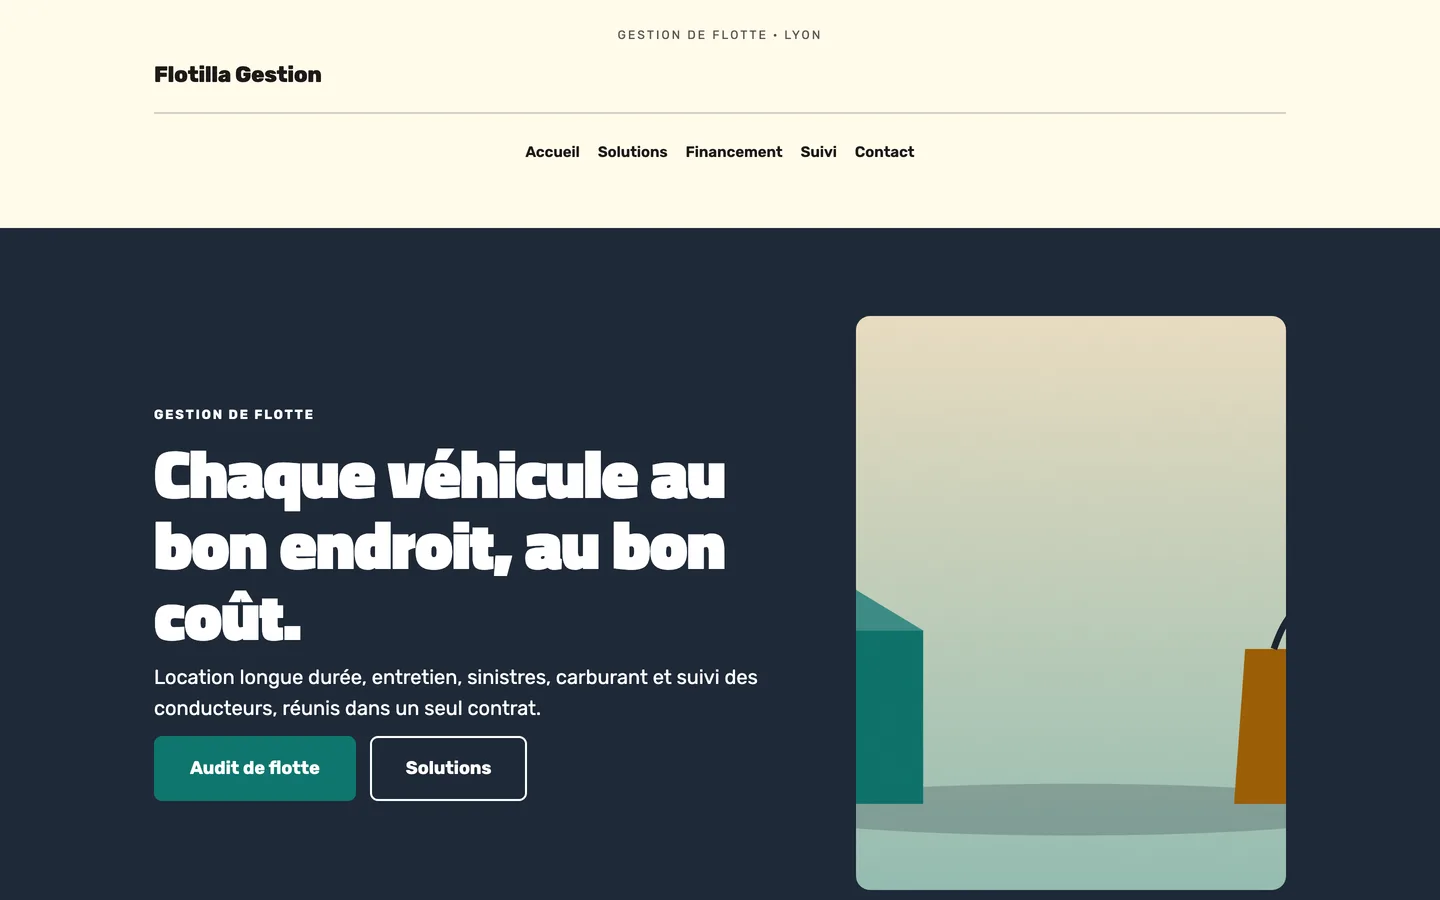 GESTION DE FLOTTE • LYON
Flotilla Gestion
Accueil Solutions Financement Suivi Contact
GESTION DE FLOTTE
Chaque véhicule au
bon endroit, au bon
coût.
Location longue durée, entretien, sinistres, carburant et suivi des
conducteurs, réunis dans un seul contrat.
Audit de flotte Solutions